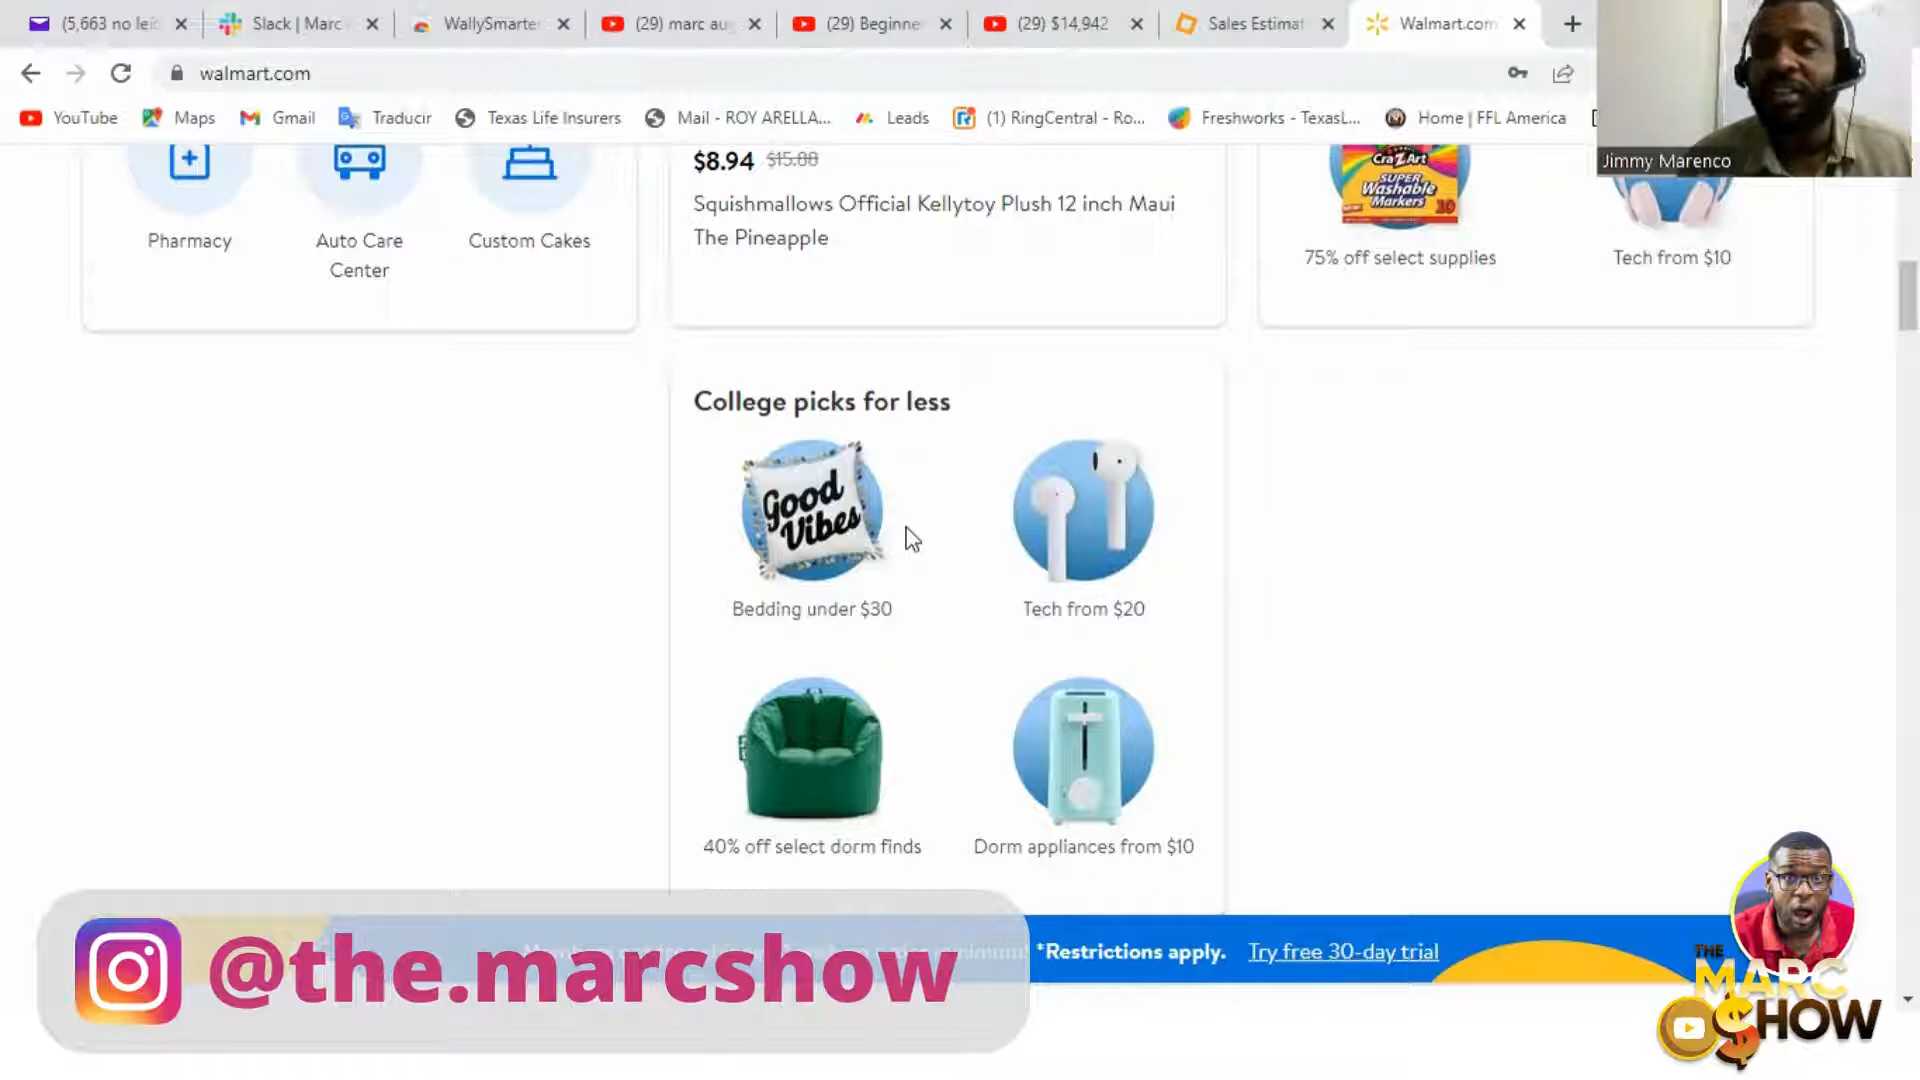 (5,663 no leíd
Slack | Marc
WallySmarter
(29) marc aug
(29) Beginne
(29) $14,942
Sales Estimat
Walmart.com
walmart.com
YouTube
Maps
Gmail
Traducir
Texas Life Insurers
Mail - ROY ARELLA...
Leads
(1) RingCentral - Ro...
Freshworks - TexasL...
Home | FFL America
Jimmy Marenco
Pharmacy
Auto Care
Center
Custom Cakes
$8.94 $15.88
Squishmallows Official Kellytoy Plush 12 inch Maui
The Pineapple
Cra-Z-Art
SUPER
Washable
Markers
75% off select supplies
Tech from $10
College picks for less
Good
Vibes
Bedding under $30
Tech from $20
40% off select dorm finds
Dorm appliances from $10
*Restrictions apply. Try free 30-day trial
@the.marcshow
THE
MARC
SHOW